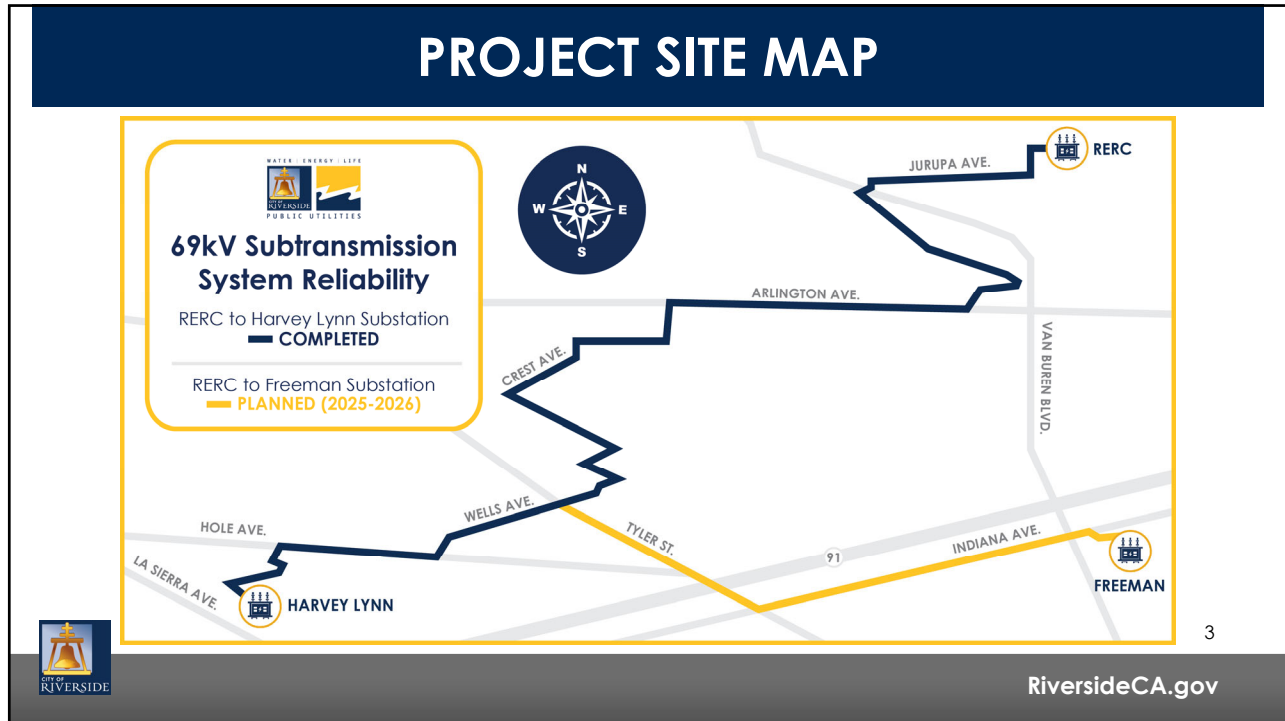 PROJECT SITE MAP
WATER | ENERGY | LIFE
CITY OF
RIVERSIDE
PUBLIC UTILITIES
69kV Subtransmission
System Reliability
RERC to Harvey Lynn Substation
COMPLETED
RERC to Freeman Substation
PLANNED (2025-2026)
N
W
E
S
JURUPA AVE.
RERC
ARLINGTON AVE.
VAN BUREN BLVD.
CREST AVE.
WELLS AVE.
HOLE AVE.
TYLER ST.
91
INDIANA AVE.
LA SIERRA AVE.
HARVEY LYNN
FREEMAN
3
CITY OF
RIVERSIDE
RiversideCA.gov